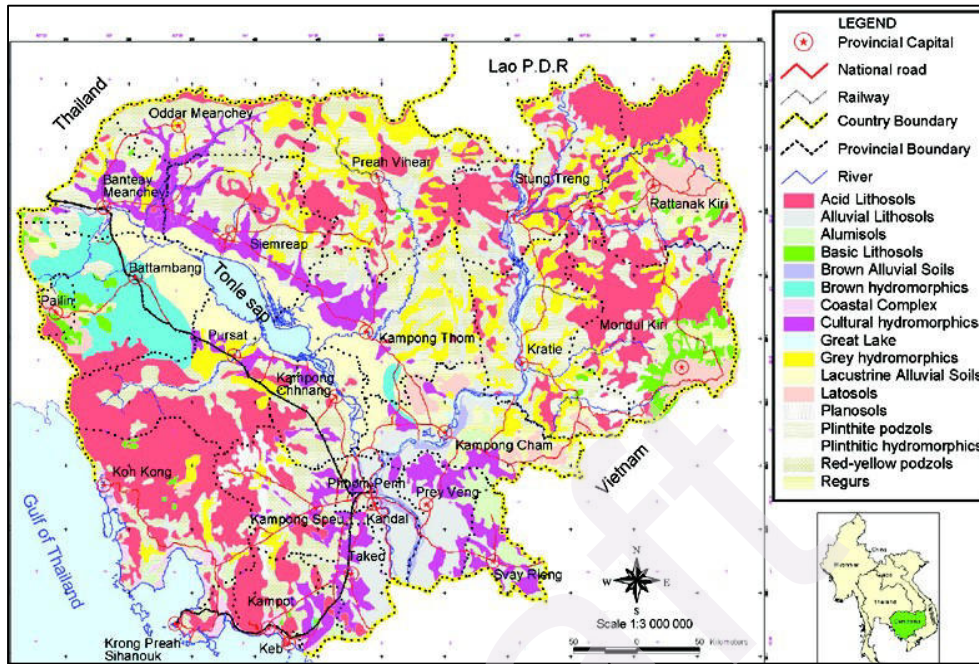 Lao P.D.R
Thailand
Oddar Meanchey
Banteay
Meanchey
Preah Vihear
Stung Treng
Rattanak Kiri
Siemreap
Battambang
Tonle sap
Pailin
Pursat
Kampong Thom
Mondul Kiri
Kratie
Kampong
Chhnang
Kampong Cham
Vietnam
Koh Kong
Phnom Penh
Prey Veng
Gulf of Thailand
Kampong Speu
Kandal
Taked
Svay Rieng
Kampot
Krong Preah
Sihanouk
Keb
N
W
E
S
Scale 1:3 000 000
50
0
50
Kilometers
LEGEND
Provincial Capital
National road
Railway
Country Boundary
Provincial Boundary
River
Acid Lithosols
Alluvial Lithosols
Alumisols
Basic Lithosols
Brown Alluvial Soils
Brown hydromorphics
Coastal Complex
Cultural hydromorphics
Great Lake
Grey hydromorphics
Lacustrine Alluvial Soils
Latosols
Planosols
Plinthite podzols
Plinthitic hydromorphics
Red-yellow podzols
Regurs
China
Myanmar
Thailand
Cambodia